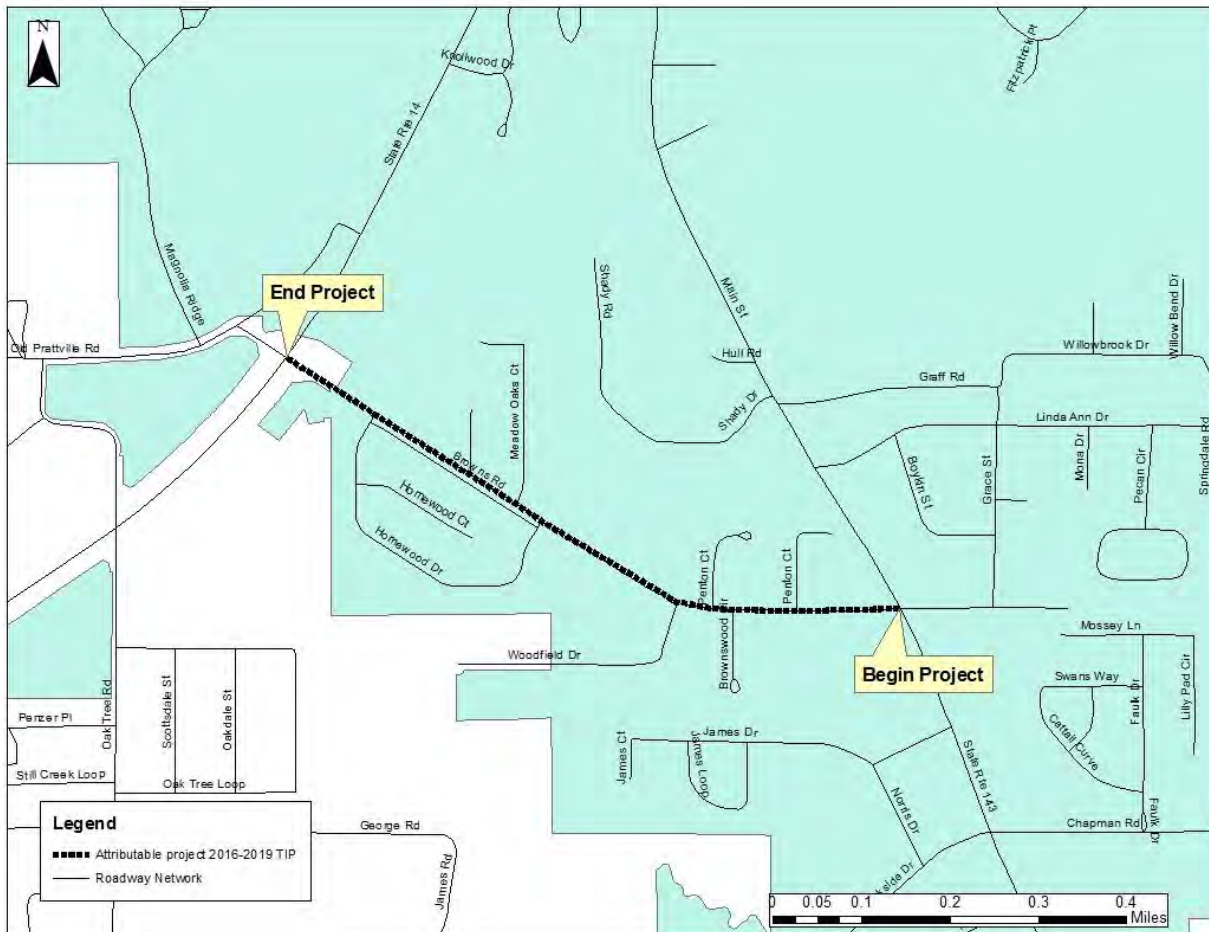 N
Knollwood Dr
Fitzpatrick Pt
State Rte 14
Magnolia Ridge
End Project
Shady Rd
Main St
Willow Bend Dr
Old Prattville Rd
Hull Rd
Willowbrook Dr
Graff Rd
Meadow Oaks Ct
Shady Dr
Linda Ann Dr
Springdale Rd
Mona Dr
Pecan Cir
Boykin St
Grace St
Browns Rd
Homewood Ct
Homewood Dr
Penton Ct
Penton Ct
Brownswood Cir
Mossey Ln
Woodfield Dr
Begin Project
Swans Way
Faulk Dr
Lilly Pad Cir
Cattail Curve
Oak Tree Rd
Scottsdale St
Oakdale St
Penzer Pl
James Ct
James Dr
James Loop
State Rte 143
Still Creek Loop
Oak Tree Loop
Norris Dr
Chapman Rd
Faulk Dr
George Rd
James Rd
kside Dr
Legend
Attributable project 2016-2019 TIP
Roadway Network
0 0.05 0.1 0.2 0.3 0.4
Miles